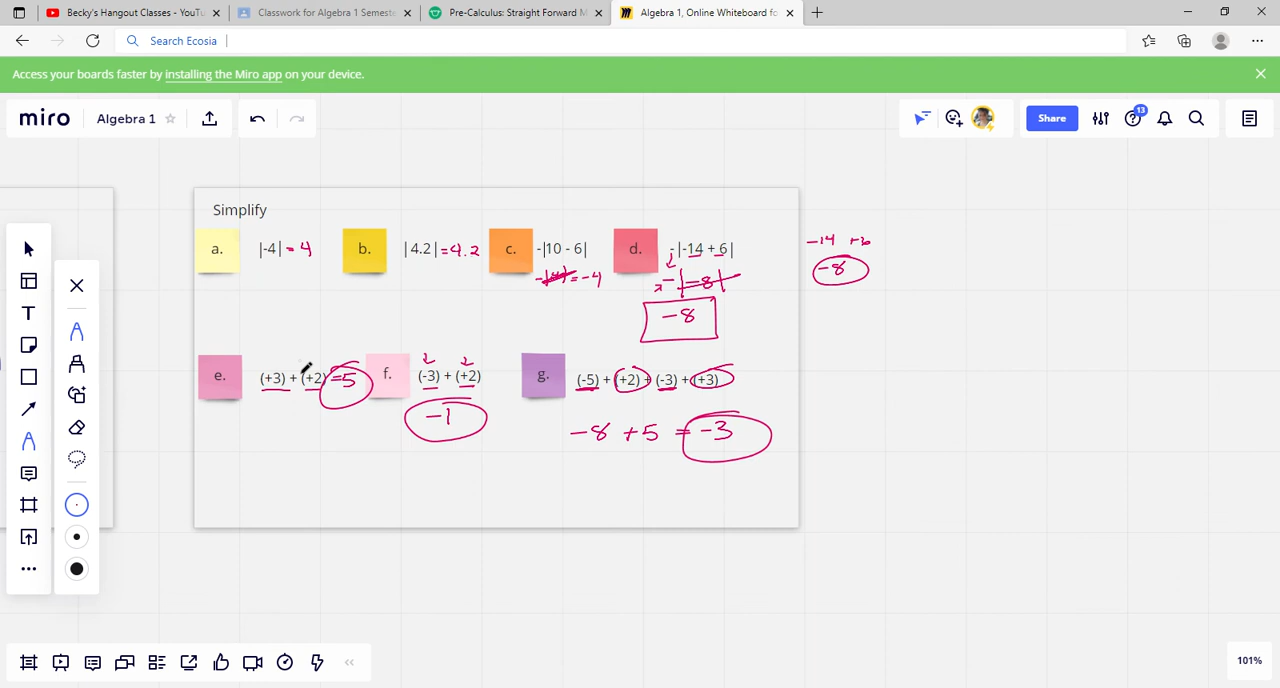 Becky's Hangout Classes - YouTu
Classwork for Algebra 1 Semeste
Pre-Calculus: Straight Forward M
Algebra 1, Online Whiteboard fo
Search Ecosia
Access your boards faster by installing the Miro app on your device.
miro Algebra 1 Share 13
Simplify
a. |-4| = 4
b. |4.2| = 4.2
c. -|10 - 6|
-|4| = -4
d. -|-14 + 6|
-|-8|
-8
-14 +6
-8
e. (+3) + (+2) = 5
f. (-3) + (+2)
-1
g. (-5) + (+2) + (-3) + (+3)
-8 +5 = -3
101%